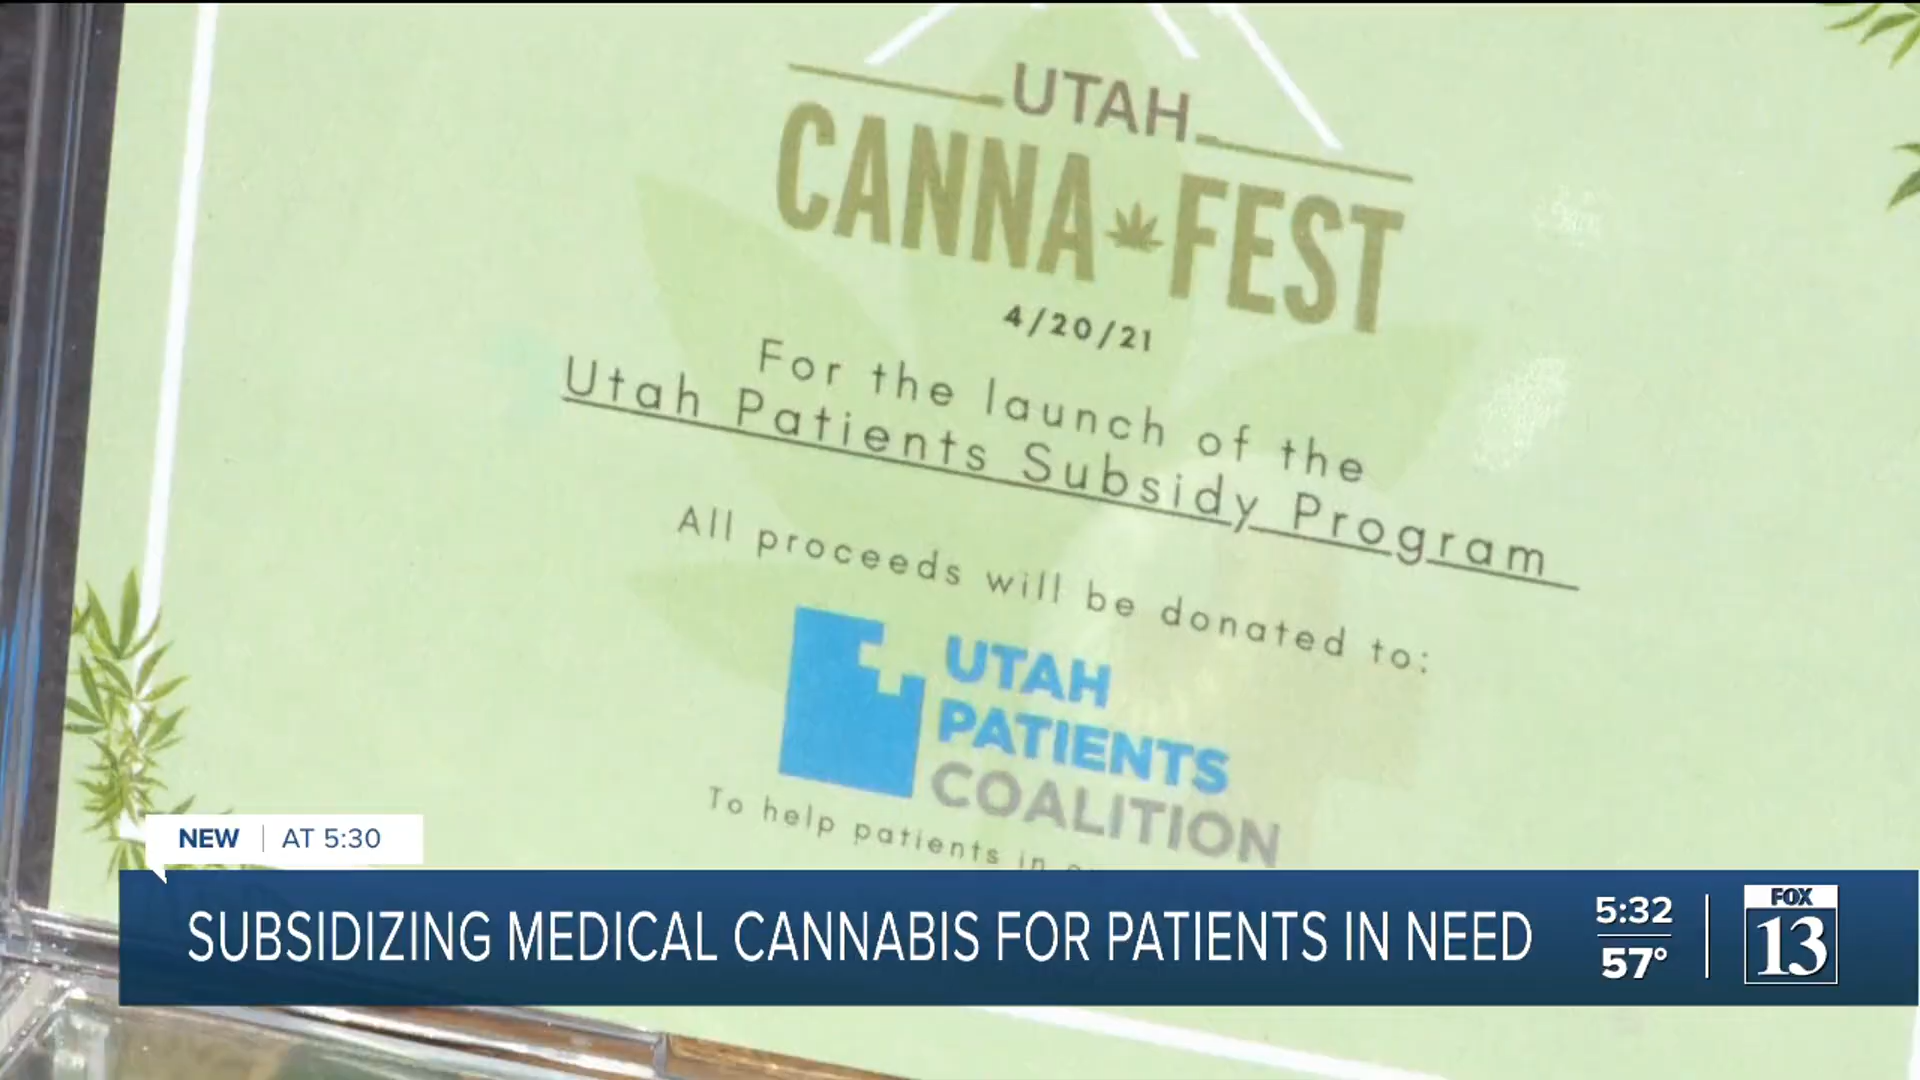 UTAH
CANNA FEST
4/20/21
For the launch of the
Utah Patients Subsidy Program
All proceeds will be donated to:
UTAH
PATIENTS
COALITION
To help patients in
NEW AT 5:30
SUBSIDIZING MEDICAL CANNABIS FOR PATIENTS IN NEED
5:32
57°
FOX
13